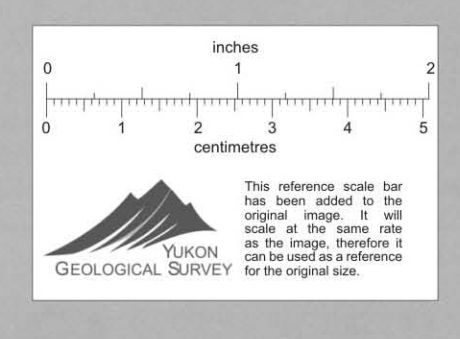 inches
0 1 2
0 1 2 3 4 5
centimetres
This reference scale bar
has been added to the
original image. It will
scale at the same rate
as the image, therefore it
can be used as a reference
for the original size.
YUKON
GEOLOGICAL SURVEY